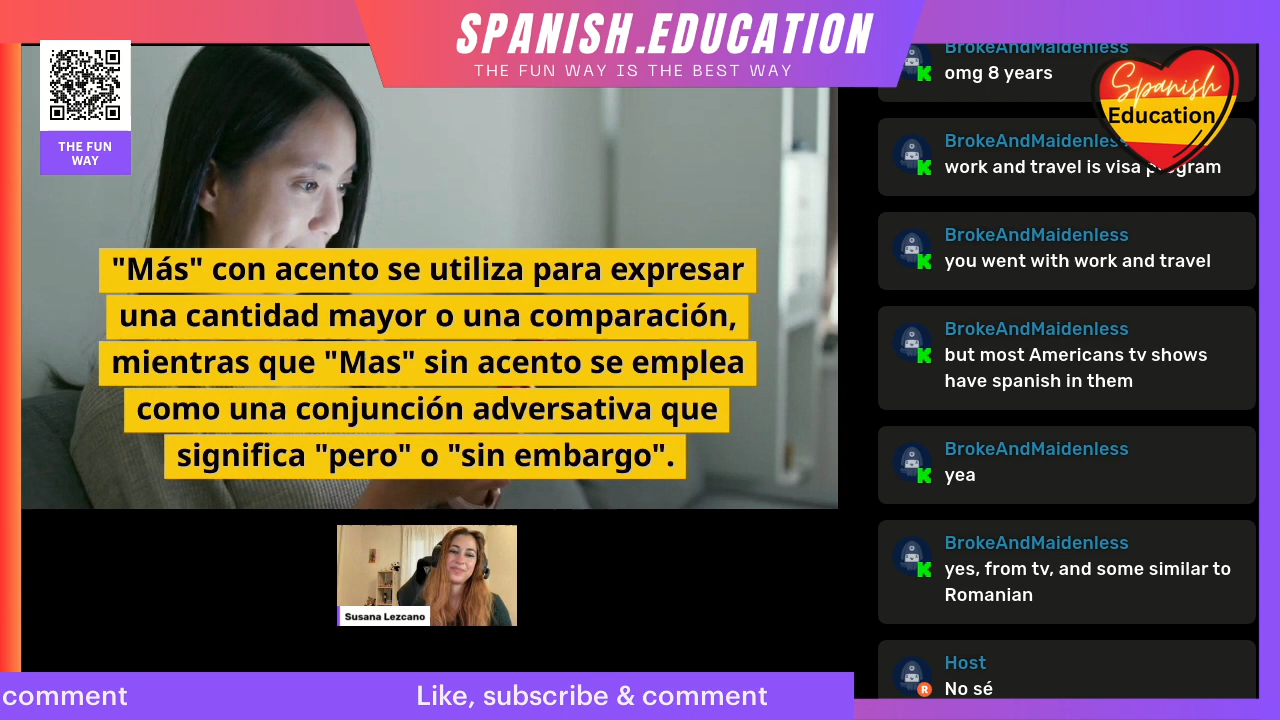 SPANISH.EDUCATION
THE FUN WAY IS THE BEST WAY
THE FUN
WAY
"Más" con acento se utiliza para expresar
una cantidad mayor o una comparación,
mientras que "Mas" sin acento se emplea
como una conjunción adversativa que
significa "pero" o "sin embargo".
Susana Lezcano
comment
Like, subscribe & comment
Spanish
Education
BrokeAndMaidenless
omg 8 years
BrokeAndMaidenless
work and travel is visa program
BrokeAndMaidenless
you went with work and travel
BrokeAndMaidenless
but most Americans tv shows
have spanish in them
BrokeAndMaidenless
yea
BrokeAndMaidenless
yes, from tv, and some similar to
Romanian
Host
No sé